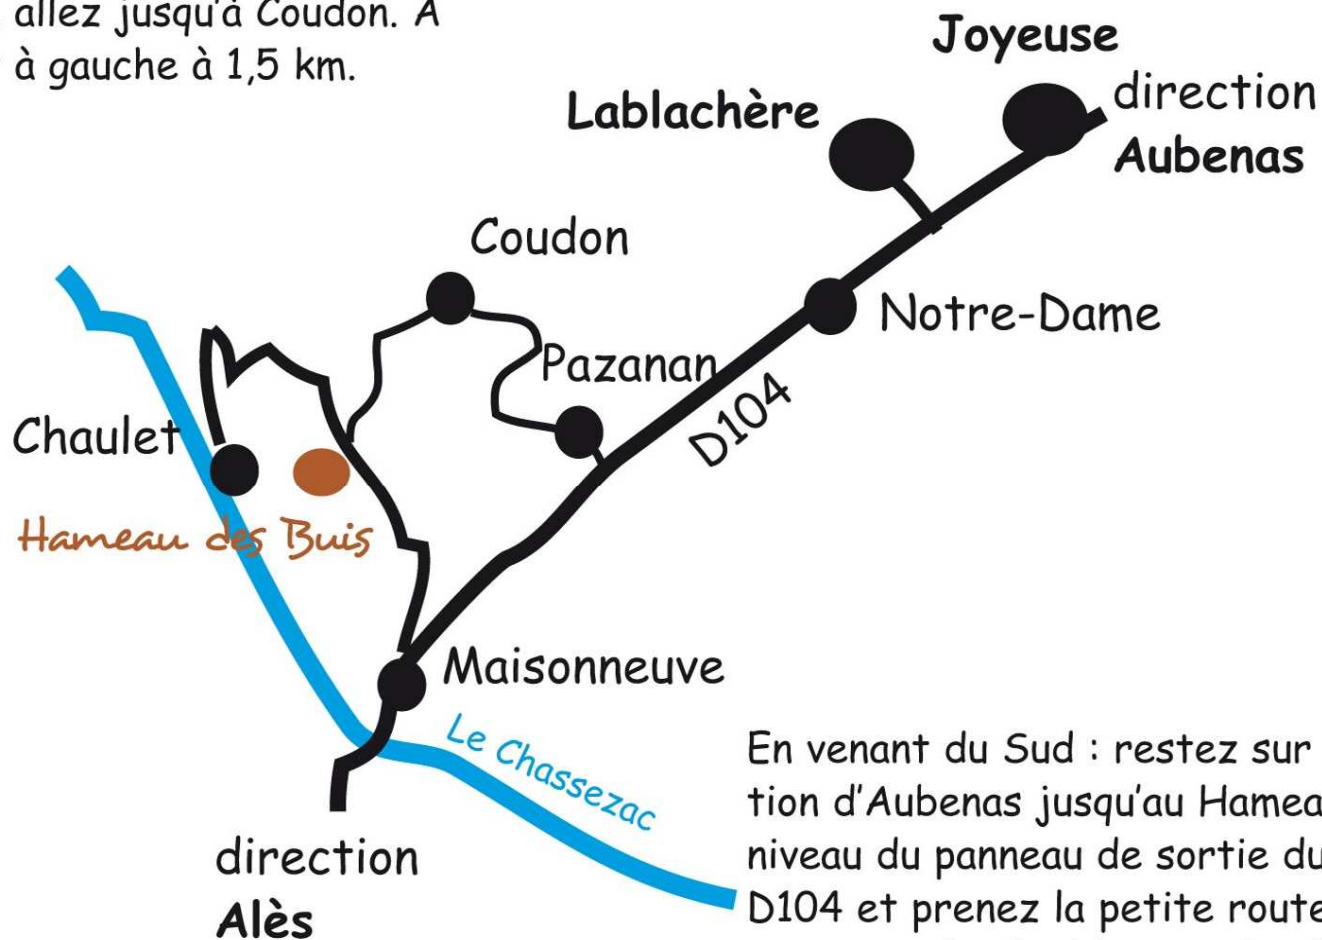 allez jusqu'à Coudon. A
à gauche à 1,5 km.
Joyeuse
direction
Aubenas
Lablachère
Coudon
Notre-Dame
Pazanan
D104
Chaulet
Hameau des Buis
Maisonneuve
Le Chassezac
direction
Alès
En venant du Sud : restez sur
tion d'Aubenas jusqu'au Hamea
niveau du panneau de sortie du
D104 et prenez la petite route